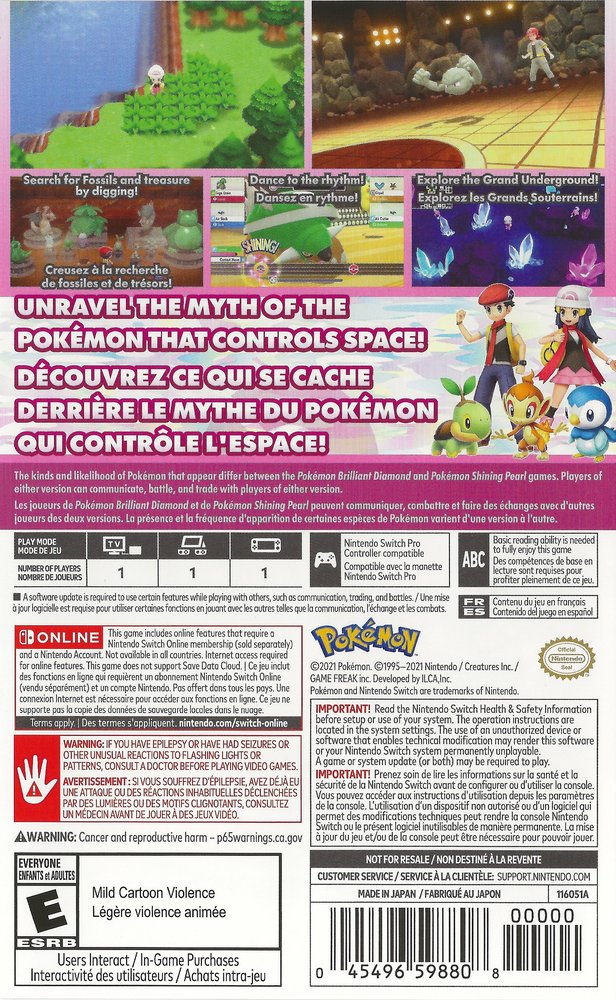 Search for Fossils and treasure
by digging!
Creusez à la recherche
de fossiles et de trésors!
Dance to the rhythm!
Dansez en rythme!
SHINING!
Explore the Grand Underground!
Explorez les Grands Souterrains!
UNRAVEL THE MYTH OF THE
POKÉMON THAT CONTROLS SPACE!
DÉCOUVREZ CE QUI SE CACHE
DERRIÈRE LE MYTHE DU POKÉMON
QUI CONTRÔLE L'ESPACE!
The kinds and likelihood of Pokémon that appear differ between the Pokémon Brilliant Diamond and Pokémon Shining Pearl games. Players of
either version can communicate, battle, and trade with players of either version.
Les joueurs de Pokémon Brilliant Diamond et de Pokémon Shining Pearl peuvent communiquer, combattre et faire des échanges avec d'autres
joueurs des deux versions. La présence et la fréquence d'apparition de certaines espèces de Pokémon varient d'une version à l'autre.
PLAY MODE
MODE DE JEU
TV
NUMBER OF PLAYERS
NOMBRE DE JOUEURS
1
1
1
Nintendo Switch Pro
Controller compatible
Compatible avec la manette
Nintendo Switch Pro
ABC
Basic reading ability is needed
to fully enjoy this game
Des compétences de base en
lecture sont requises pour
profiter pleinement de ce jeu.
■ A software update is required to use certain features while playing with others, such as communication, trading, and battles. / Une mise
à jour logicielle est requise pour utiliser certaines fonctions en jouant avec les autres telles que la communication, l'échange et les combats.
FR
ES
Contenu du jeu en français
Contenido del juego en español
ONLINE
This game includes online features that require a
Nintendo Switch Online membership (sold separately)
and a Nintendo Account. Not available in all countries. Internet access required
for online features. This game does not support Save Data Cloud. | Ce jeu inclut
des fonctions en ligne qui requièrent un abonnement Nintendo Switch Online
(vendu séparément) et un compte Nintendo. Pas offert dans tous les pays. Une
connexion Internet est nécessaire pour accéder aux fonctions en ligne. Ce jeu ne
supporte pas la copie des données de sauvegarde locales dans le nuage.
Terms apply. | Des termes s'appliquent. nintendo.com/switch-online
POKéMON
Official
Nintendo
Seal
©2021 Pokémon. ©1995–2021 Nintendo / Creatures Inc. /
GAME FREAK inc. Developed by ILCA,Inc.
Pokémon and Nintendo Switch are trademarks of Nintendo.
WARNING: IF YOU HAVE EPILEPSY OR HAVE HAD SEIZURES OR
OTHER UNUSUAL REACTIONS TO FLASHING LIGHTS OR
PATTERNS, CONSULT A DOCTOR BEFORE PLAYING VIDEO GAMES.
AVERTISSEMENT : SI VOUS SOUFFREZ D'ÉPILEPSIE, AVEZ DÉJÀ EU
UNE ATTAQUE OU DES RÉACTIONS INHABITUELLES DÉCLENCHÉES
PAR DES LUMIÈRES OU DES MOTIFS CLIGNOTANTS, CONSULTEZ
UN MÉDECIN AVANT DE JOUER À DES JEUX VIDÉO.
IMPORTANT! Read the Nintendo Switch Health & Safety Information
before setup or use of your system. The operation instructions are
located in the system settings. The use of an unauthorized device or
software that enables technical modification may render this software
or your Nintendo Switch system permanently unplayable.
A game or system update (or both) may be required to play.
IMPORTANT! Prenez soin de lire les informations sur la santé et la
sécurité de la Nintendo Switch avant de configurer ou d'utiliser la console.
Vous pouvez accéder aux instructions d'utilisation depuis les paramètres
de la console. L'utilisation d'un dispositif non autorisé ou d'un logiciel qui
permet des modifications techniques peut rendre la console Nintendo
Switch ou le présent logiciel inutilisables de manière permanente. La mise
à jour du jeu et/ou de la console peut être nécessaire pour pouvoir jouer.
⚠WARNING: Cancer and reproductive harm – p65warnings.ca.gov
NOT FOR RESALE / NON DESTINÉ À LA REVENTE
CUSTOMER SERVICE / SERVICE À LA CLIENTÈLE: SUPPORT.NINTENDO.COM
MADE IN JAPAN / FABRIQUÉ AU JAPON
116051A
EVERYONE
ENFANTS et ADULTES
E
ESRB
Mild Cartoon Violence
Légère violence animée
Users Interact / In-Game Purchases
Interactivité des utilisateurs / Achats intra-jeu
00000
0 45496 59880 8